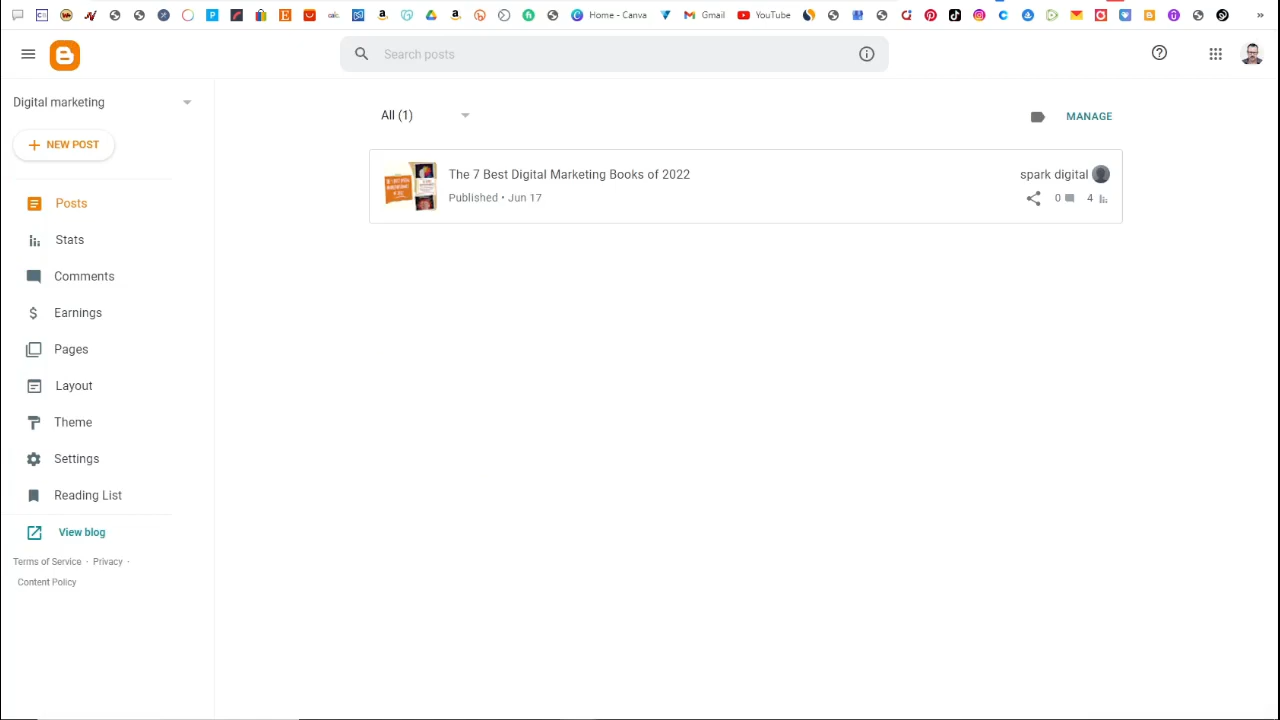 Home - Canva
Gmail
YouTube
Search posts
Digital marketing
All (1)
MANAGE
NEW POST
The 7 Best Digital Marketing Books of 2022
spark digital
Published • Jun 17
0
4
Posts
Stats
Comments
Earnings
Pages
Layout
Theme
Settings
Reading List
View blog
Terms of Service · Privacy ·
Content Policy